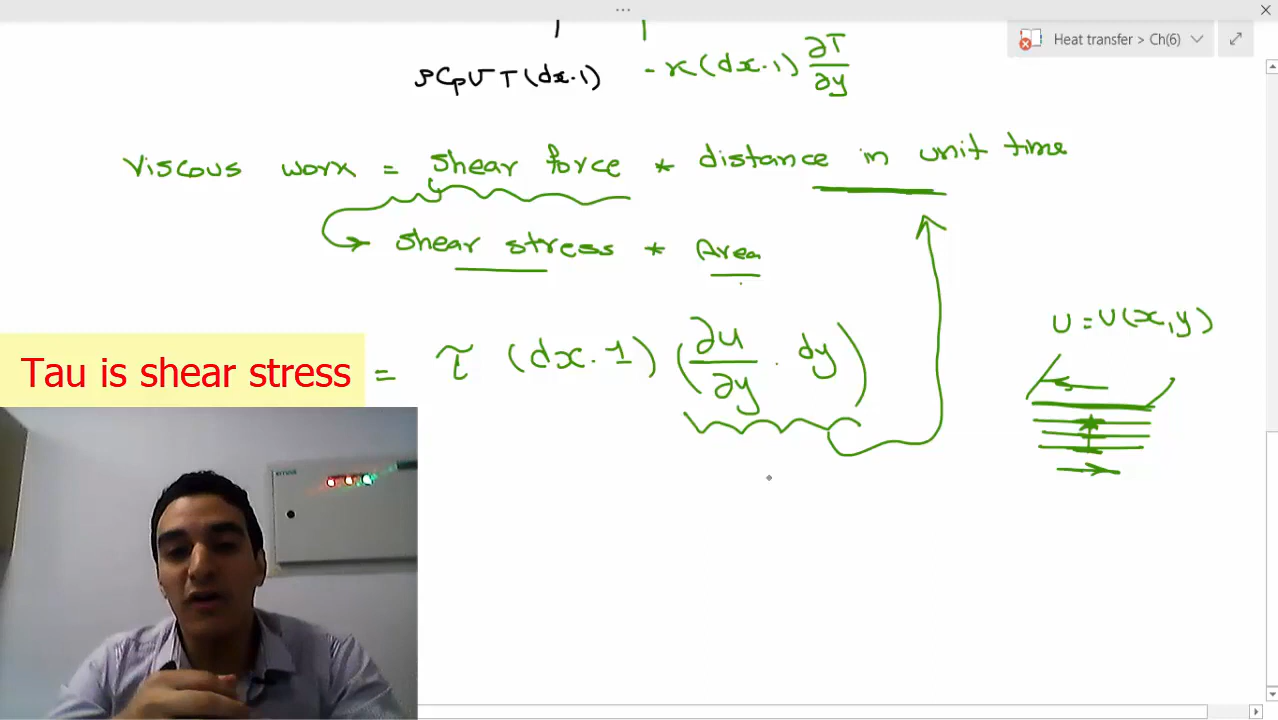 Heat transfer > Ch(6)
ρCpUT(dx.1) -K(dx.1) ∂T/∂y
Viscous work = shear force * distance in unit time
shear stress * Area
U = U(x,y)
Tau is shear stress
= τ (dx.1) (∂u/∂y . dy)